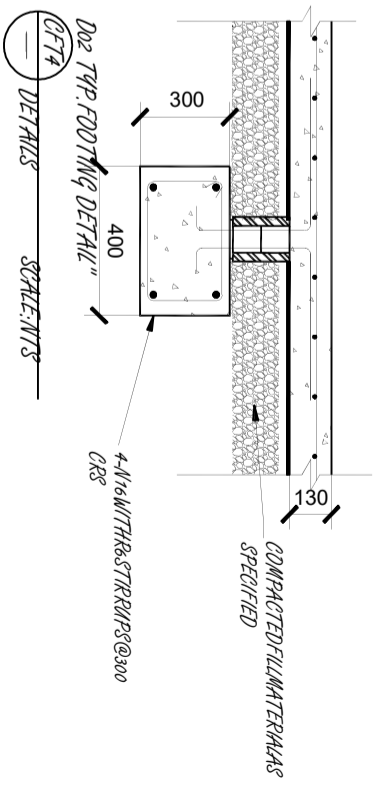 300
400
130
COMPACTEDFILLMATERIALAS
SPECIFIED
4-N16WITHR6STIRRUPS@300
CRS
D02 TYP.FOOTING DETAIL"
CFT4
DETAILS SCALE:NTS